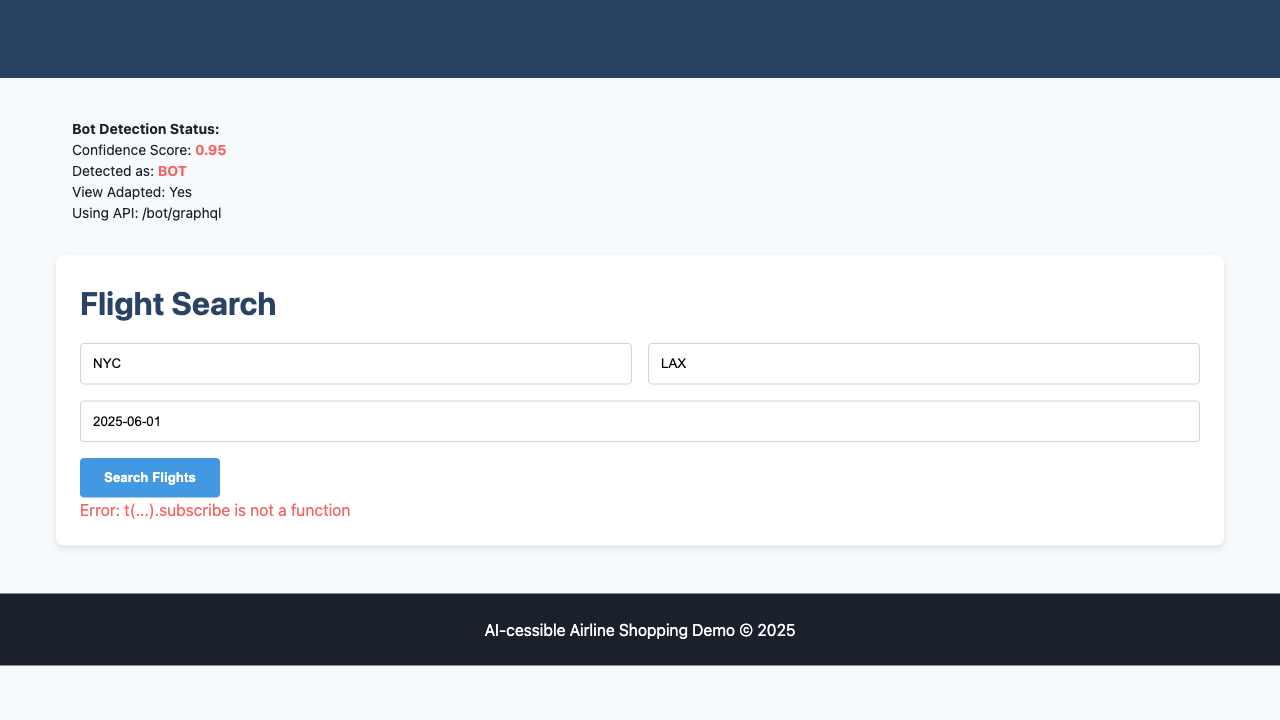 Bot Detection Status:
Confidence Score: 0.95
Detected as: BOT
View Adapted: Yes
Using API: /bot/graphql
Flight Search
NYC
LAX
2025-06-01
Search Flights
Error: t(...).subscribe is not a function
AI-cessible Airline Shopping Demo © 2025